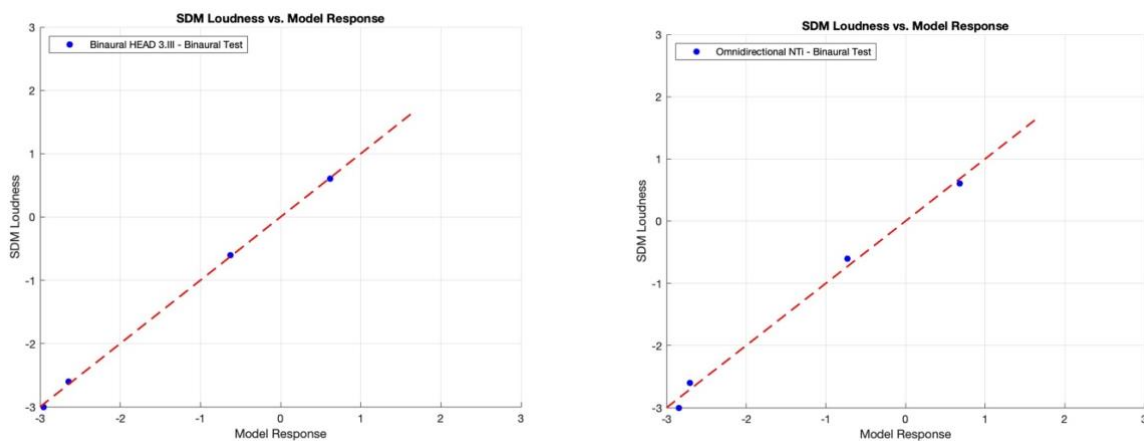 SDM Loudness vs. Model Response
3
Binaural HEAD 3.III - Binaural Test
2
1
0
-1
-2
-3
SDM Loudness
-3 -2 -1 0 1 2 3
Model Response
SDM Loudness vs. Model Response
3
Omnidirectional NTi - Binaural Test
2
1
0
-1
-2
-3
SDM Loudness
-3 -2 -1 0 1 2 3
Model Response